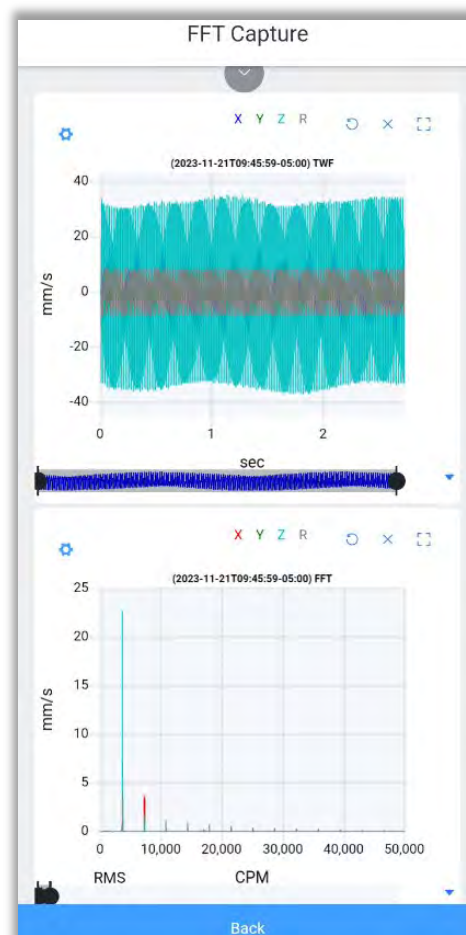 FFT Capture
X Y Z R
(2023-11-21T09:45:59-05:00) TWF
40
20
0
-20
-40
mm/s
0 1 2
sec
X Y Z R
(2023-11-21T09:45:59-05:00) FFT
25
20
15
10
5
0
mm/s
0 10,000 20,000 30,000 40,000 50,000
RMS CPM
Back